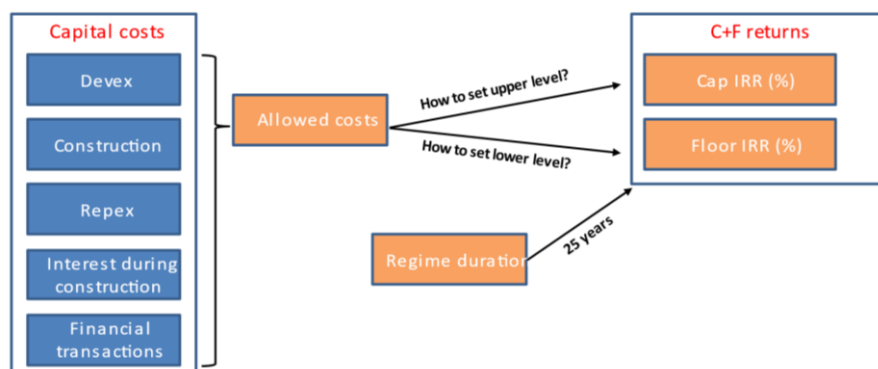 Capital costs
Devex
Construction
Repex
Interest during
construction
Financial
transactions
Allowed costs
How to set upper level?
How to set lower level?
Regime duration
25 years
C+F returns
Cap IRR (%)
Floor IRR (%)